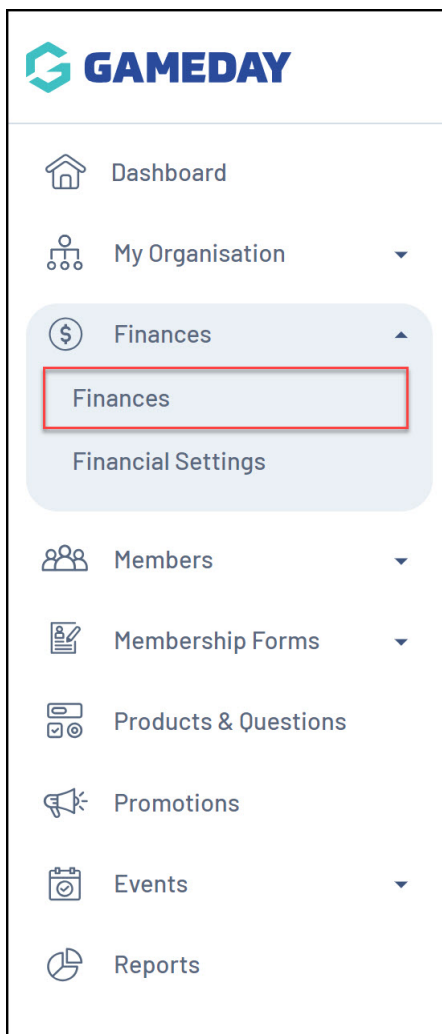 GAMEDAY
Dashboard
My Organisation
Finances
Finances
Financial Settings
Members
Membership Forms
Products & Questions
Promotions
Events
Reports